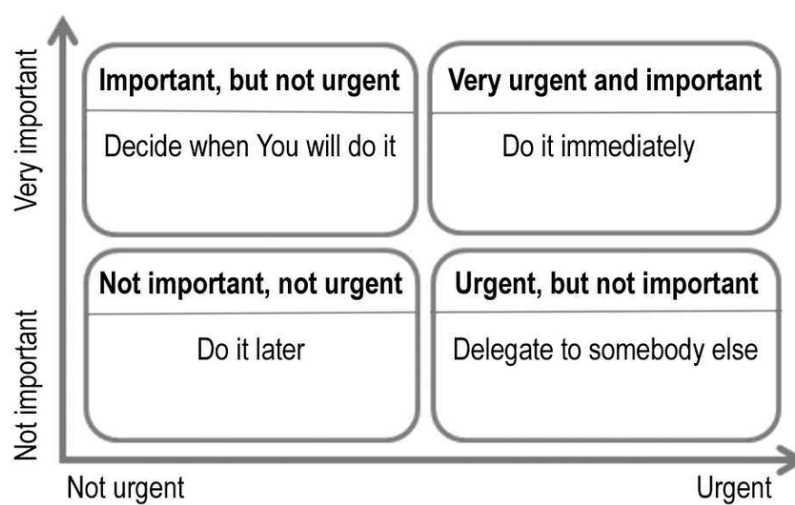 Very important
Not important
Important, but not urgent
Decide when You will do it
Very urgent and important
Do it immediately
Not important, not urgent
Do it later
Urgent, but not important
Delegate to somebody else
Not urgent
Urgent